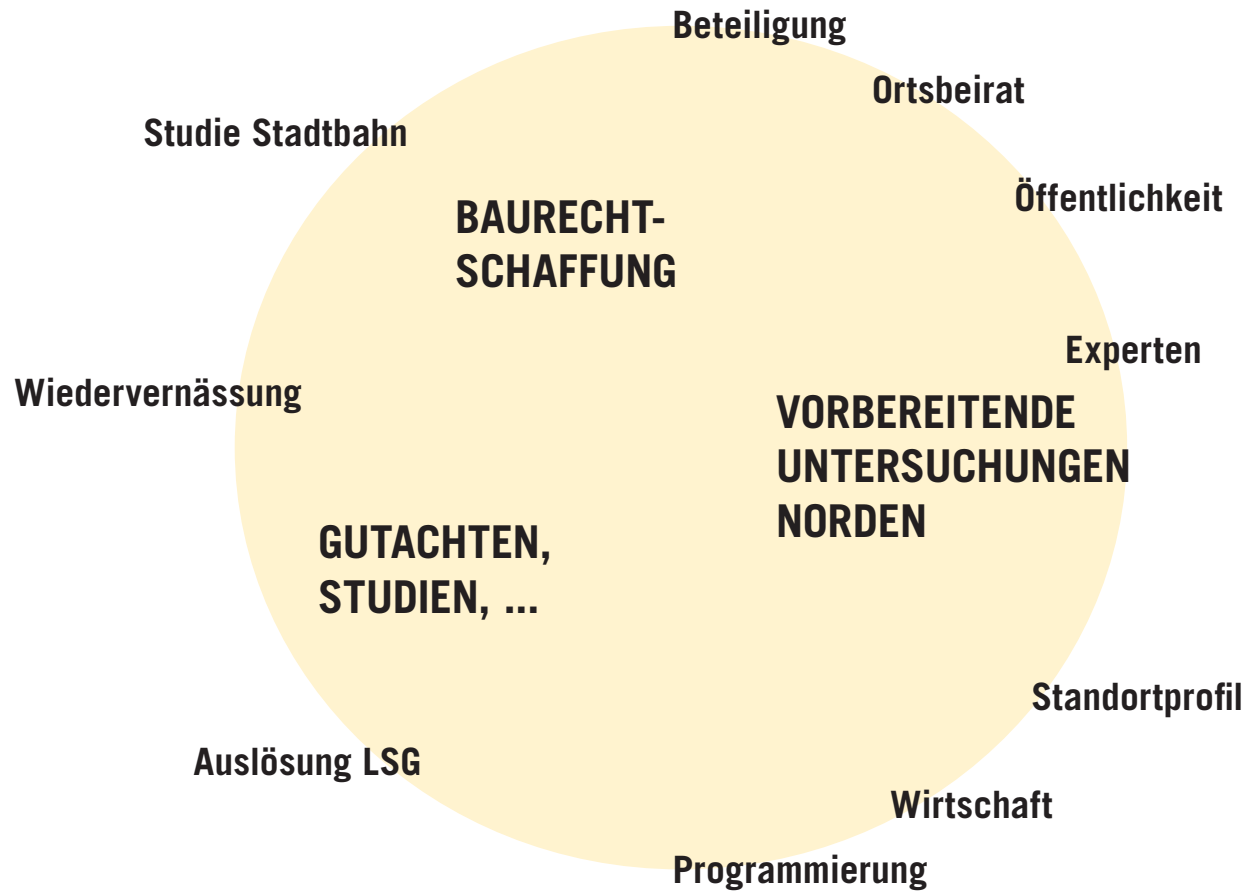 Beteiligung
Ortsbeirat
Studie Stadtbahn
Öffentlichkeit
BAURECHT-
SCHAFFUNG
Experten
Wiedervernässung
VORBEREITENDE
UNTERSUCHUNGEN
NORDEN
GUTACHTEN,
STUDIEN, ...
Standortprofil
Auslösung LSG
Wirtschaft
Programmierung